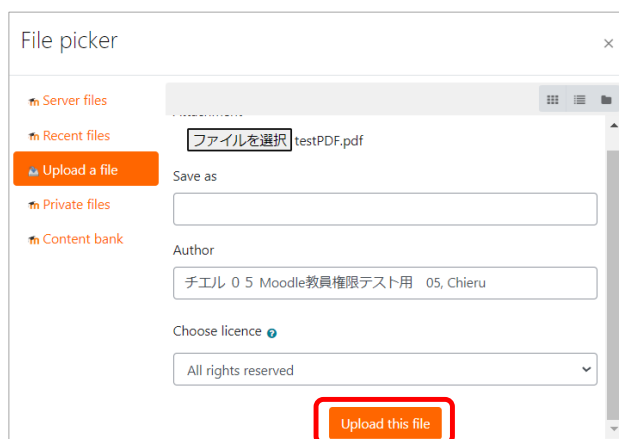 File picker
×
Server files
Recent files
Upload a file
Private files
Content bank
Attachment
ファイルを選択 testPDF.pdf
Save as
Author
チエル 0 5 Moodle教員権限テスト用　05, Chieru
Choose licence
All rights reserved
Upload this file